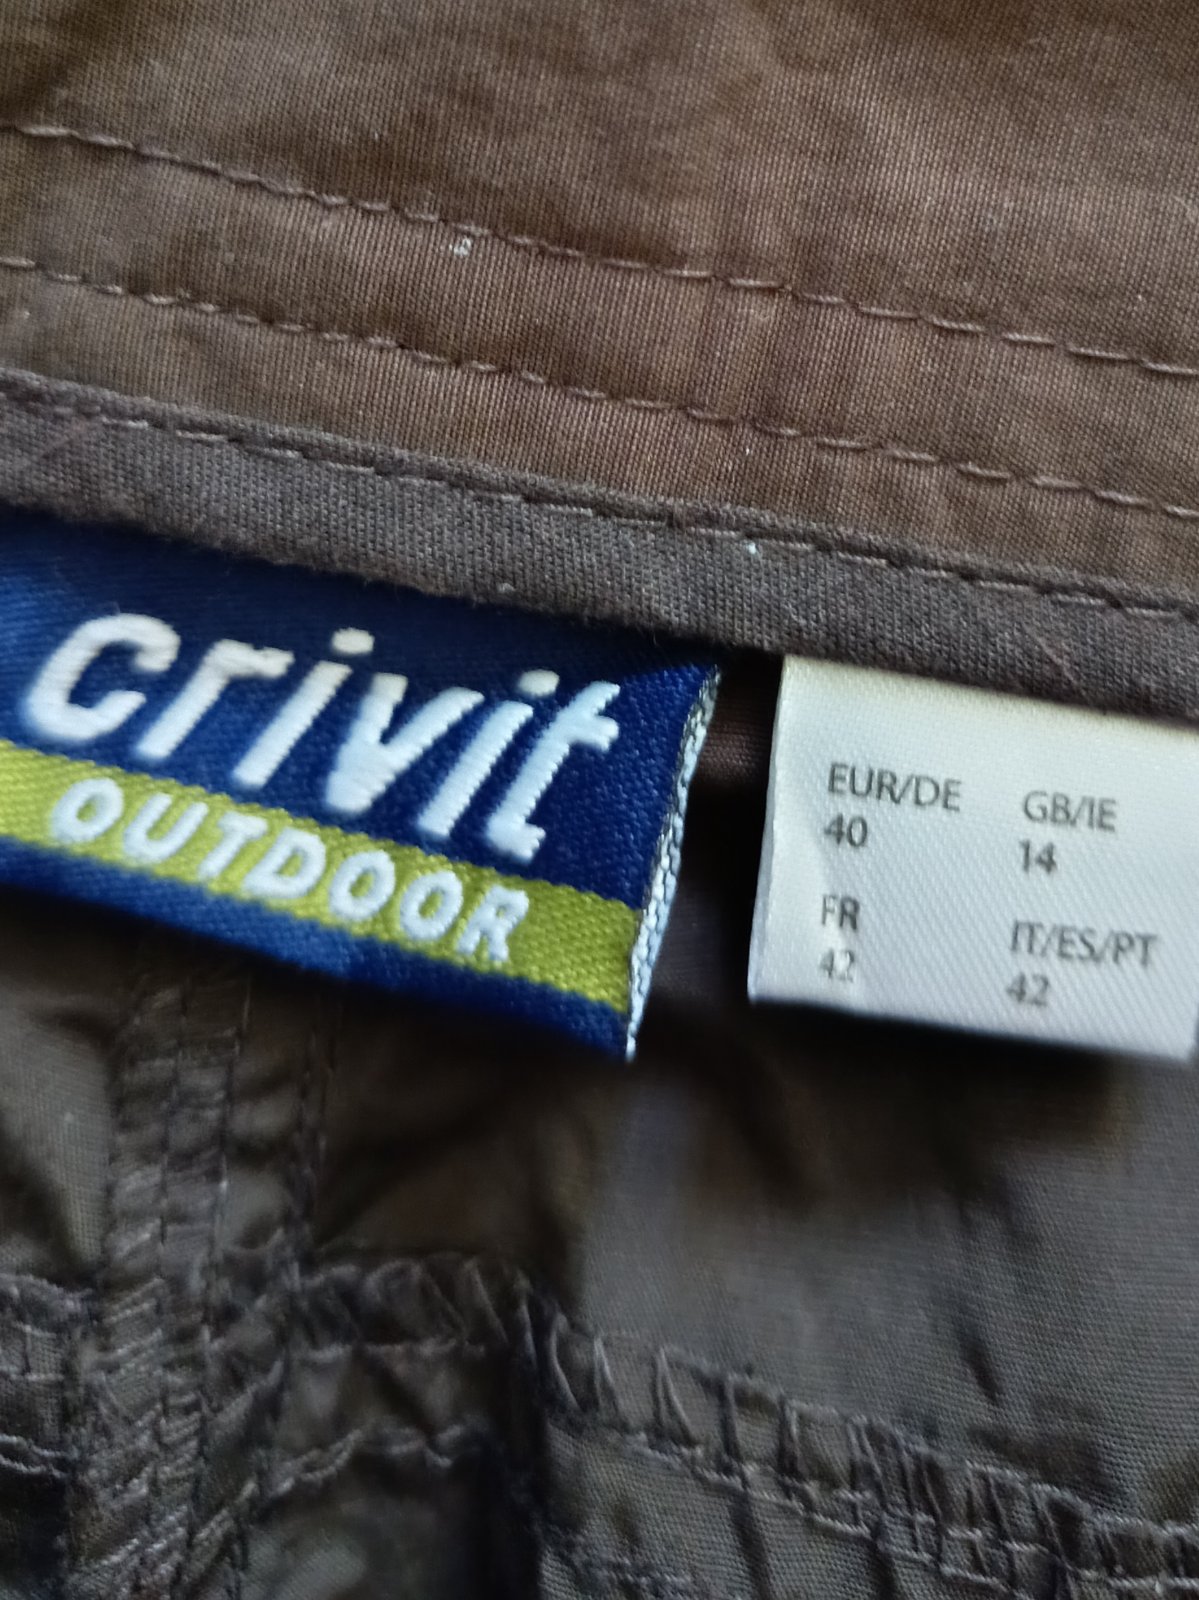 crivit
OUTDOOR
EUR/DE GB/IE
40 14
FR IT/ES/PT
42 42